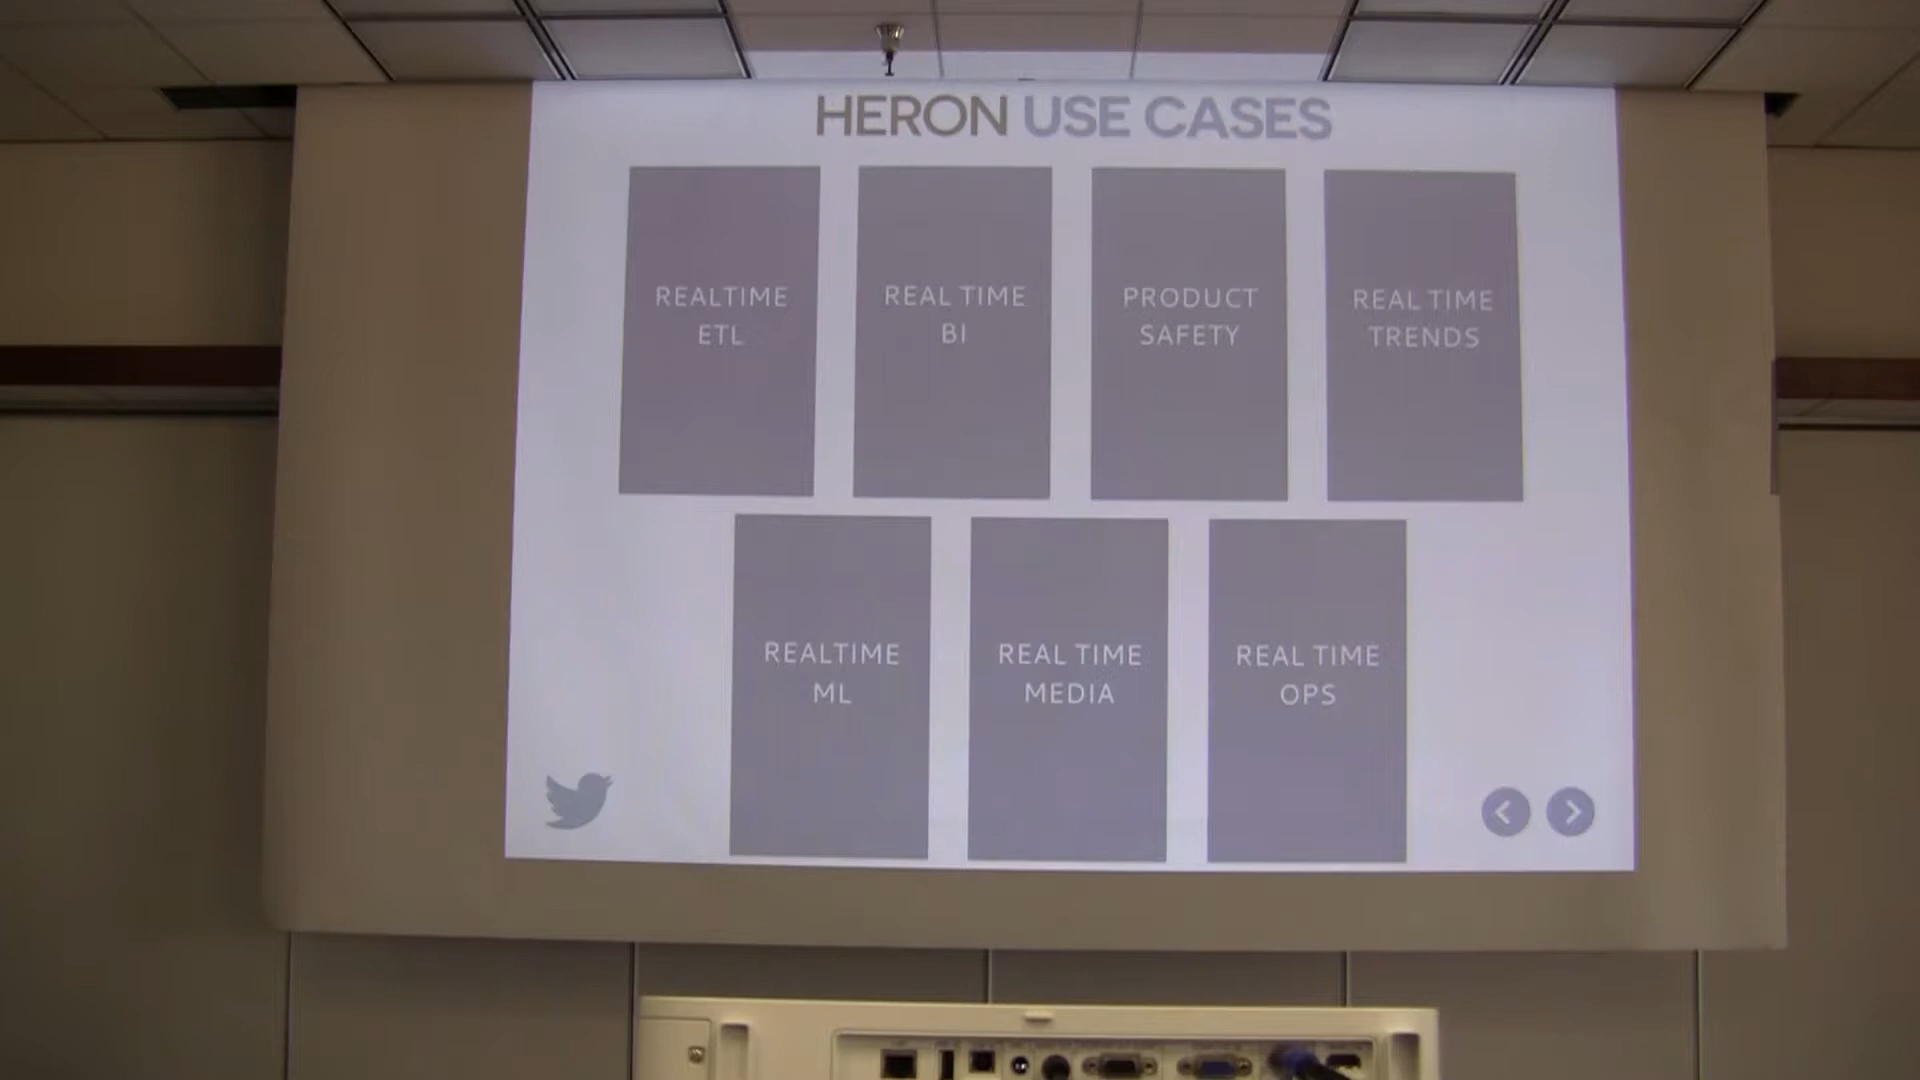 HERON USE CASES
REALTIME
ETL
REAL TIME
BI
PRODUCT
SAFETY
REAL TIME
TRENDS
REALTIME
ML
REAL TIME
MEDIA
REAL TIME
OPS